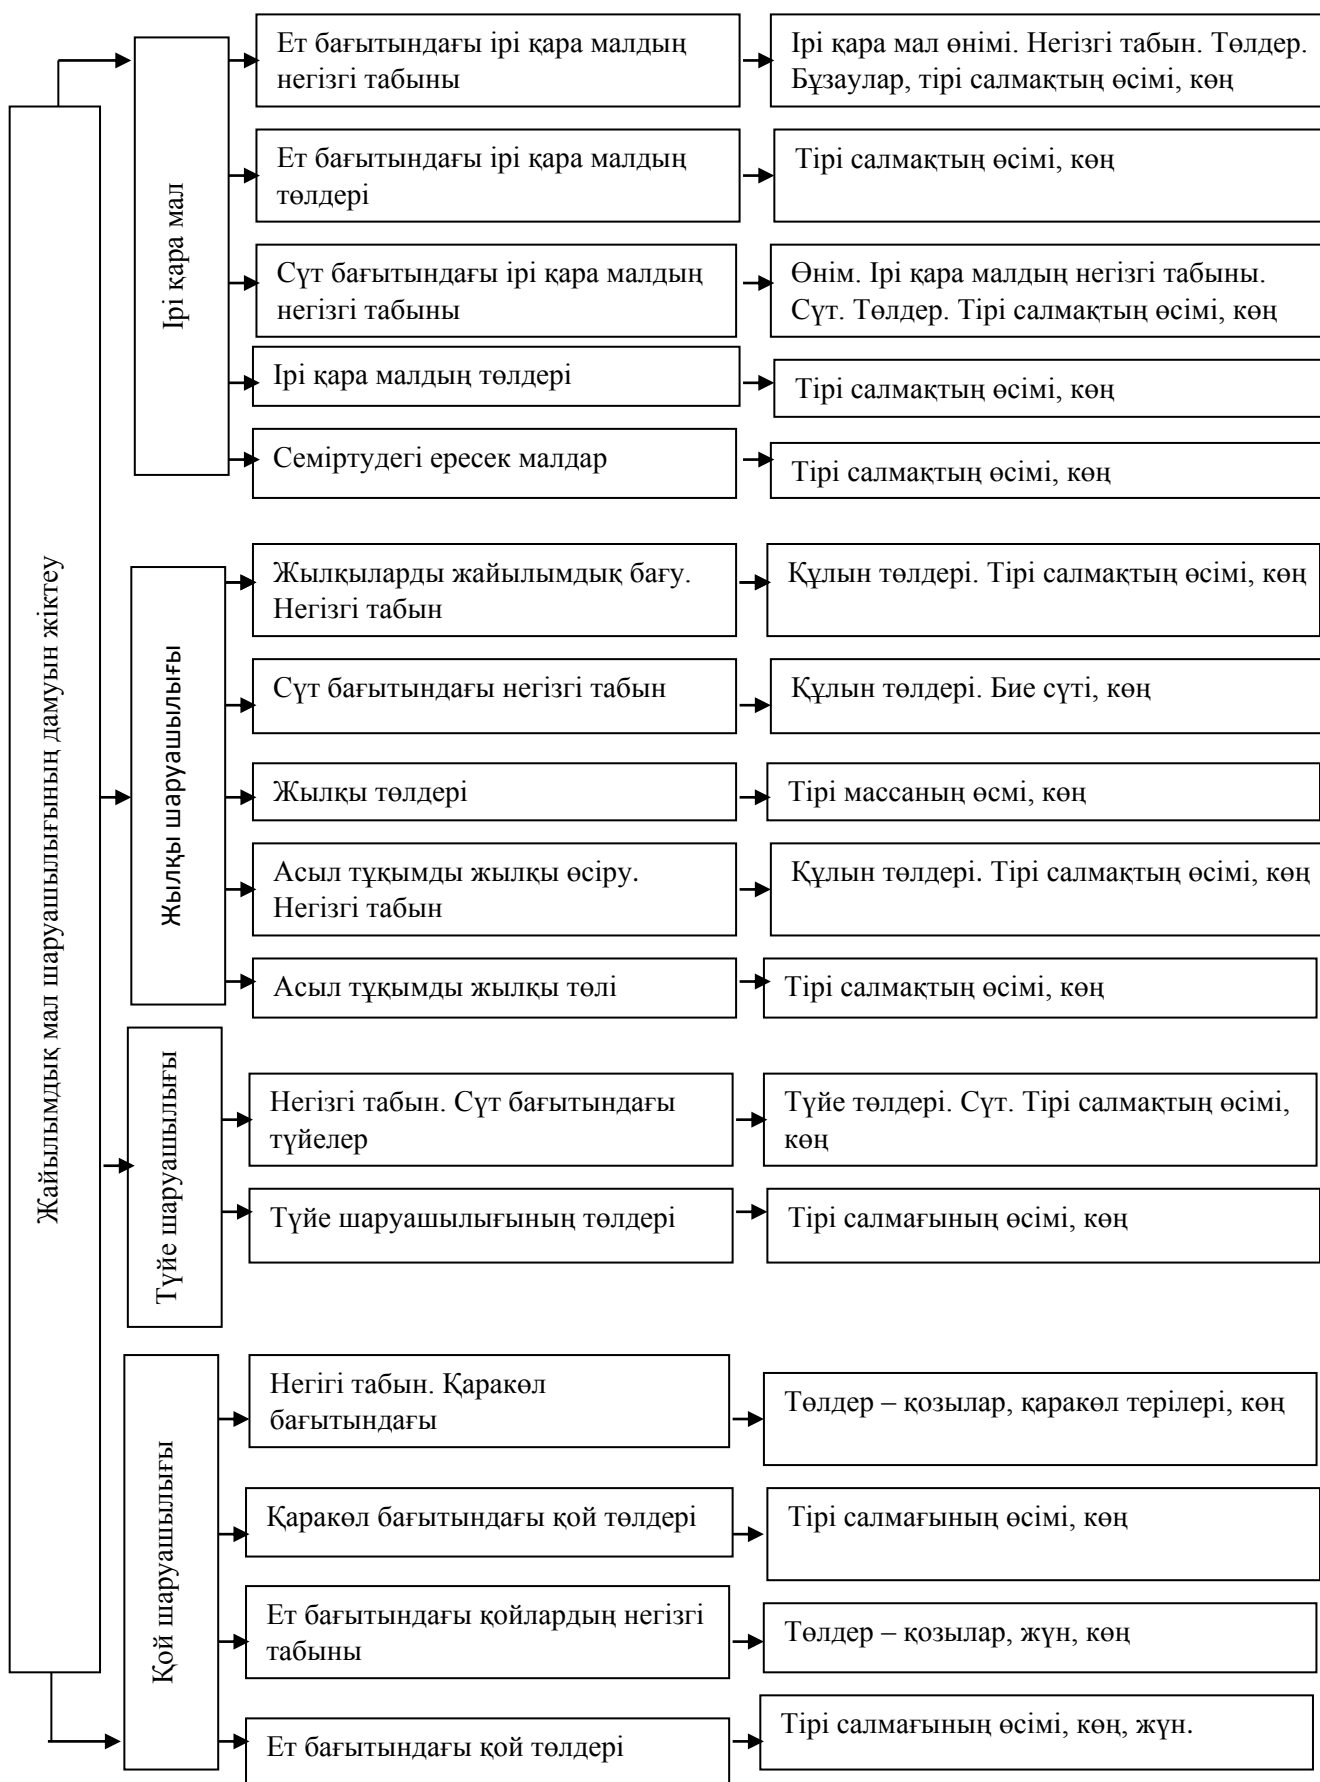 Жайылымдық мал шаруашылығының дамуын жіктеу
Ірі қара мал
Ет бағытындағы ірі қара малдың
негізгі табыны
Ірі қара мал өнімі. Негізгі табын. Төлдер.
Бұзаулар, тірі салмақтың өсімі, көң
Ет бағытындағы ірі қара малдың
төлдері
Тірі салмақтың өсімі, көң
Сүт бағытындағы ірі қара малдың
негізгі табыны
Өнім. Ірі қара малдың негізгі табыны.
Сүт. Төлдер. Тірі салмақтың өсімі, көң
Ірі қара малдың төлдері
Тірі салмақтың өсімі, көң
Семіртудегі ересек малдар
Тірі салмақтың өсімі, көң
Жылқы шаруашылығы
Жылқыларды жайылымдық бағу.
Негізгі табын
Құлын төлдері. Тірі салмақтың өсімі, көң
Сүт бағытындағы негізгі табын
Құлын төлдері. Бие сүті, көң
Жылқы төлдері
Тірі массаның өсмі, көң
Асыл тұқымды жылқы өсіру.
Негізгі табын
Құлын төлдері. Тірі салмақтың өсімі, көң
Асыл тұқымды жылқы төлі
Тірі салмақтың өсімі, көң
Түйе шаруашылығы
Негізгі табын. Сүт бағытындағы
түйелер
Түйе төлдері. Сүт. Тірі салмақтың өсімі,
көң
Түйе шаруашылығының төлдері
Тірі салмағының өсімі, көң
Қой шаруашылығы
Негігі табын. Қаракөл
бағытындағы
Төлдер – қозылар, қаракөл терілері, көң
Қаракөл бағытындағы қой төлдері
Тірі салмағының өсімі, көң
Ет бағытындағы қойлардың негізгі
табыны
Төлдер – қозылар, жүн, көң
Ет бағытындағы қой төлдері
Тірі салмағының өсімі, көң, жүн.